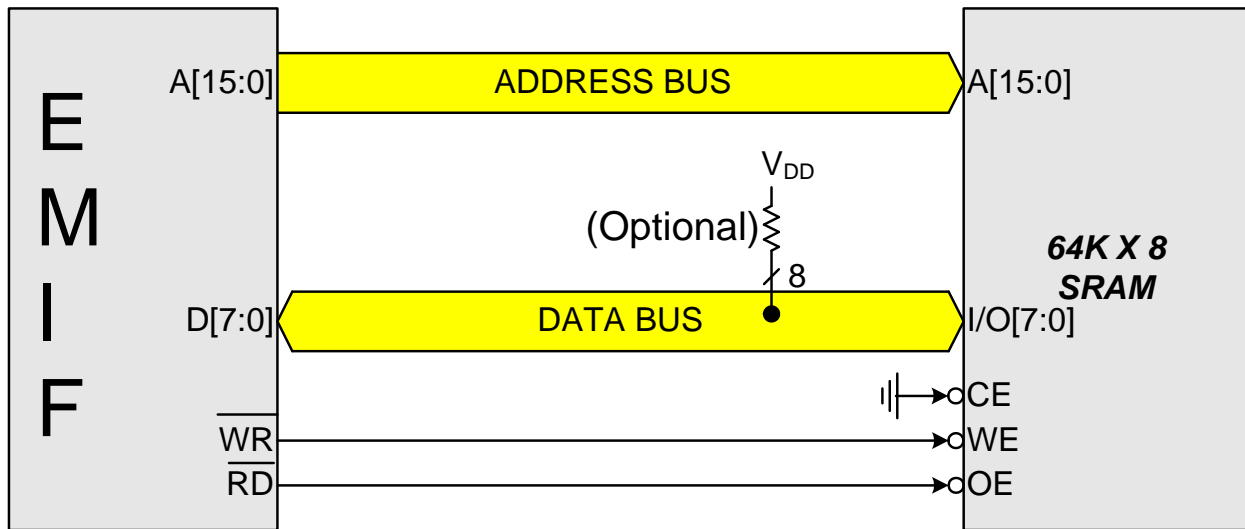 EMIF
A[15:0]
ADDRESS BUS
A[15:0]
VDD
(Optional)
8
64K X 8
SRAM
D[7:0]
DATA BUS
I/O[7:0]
CE
WR
WE
RD
OE